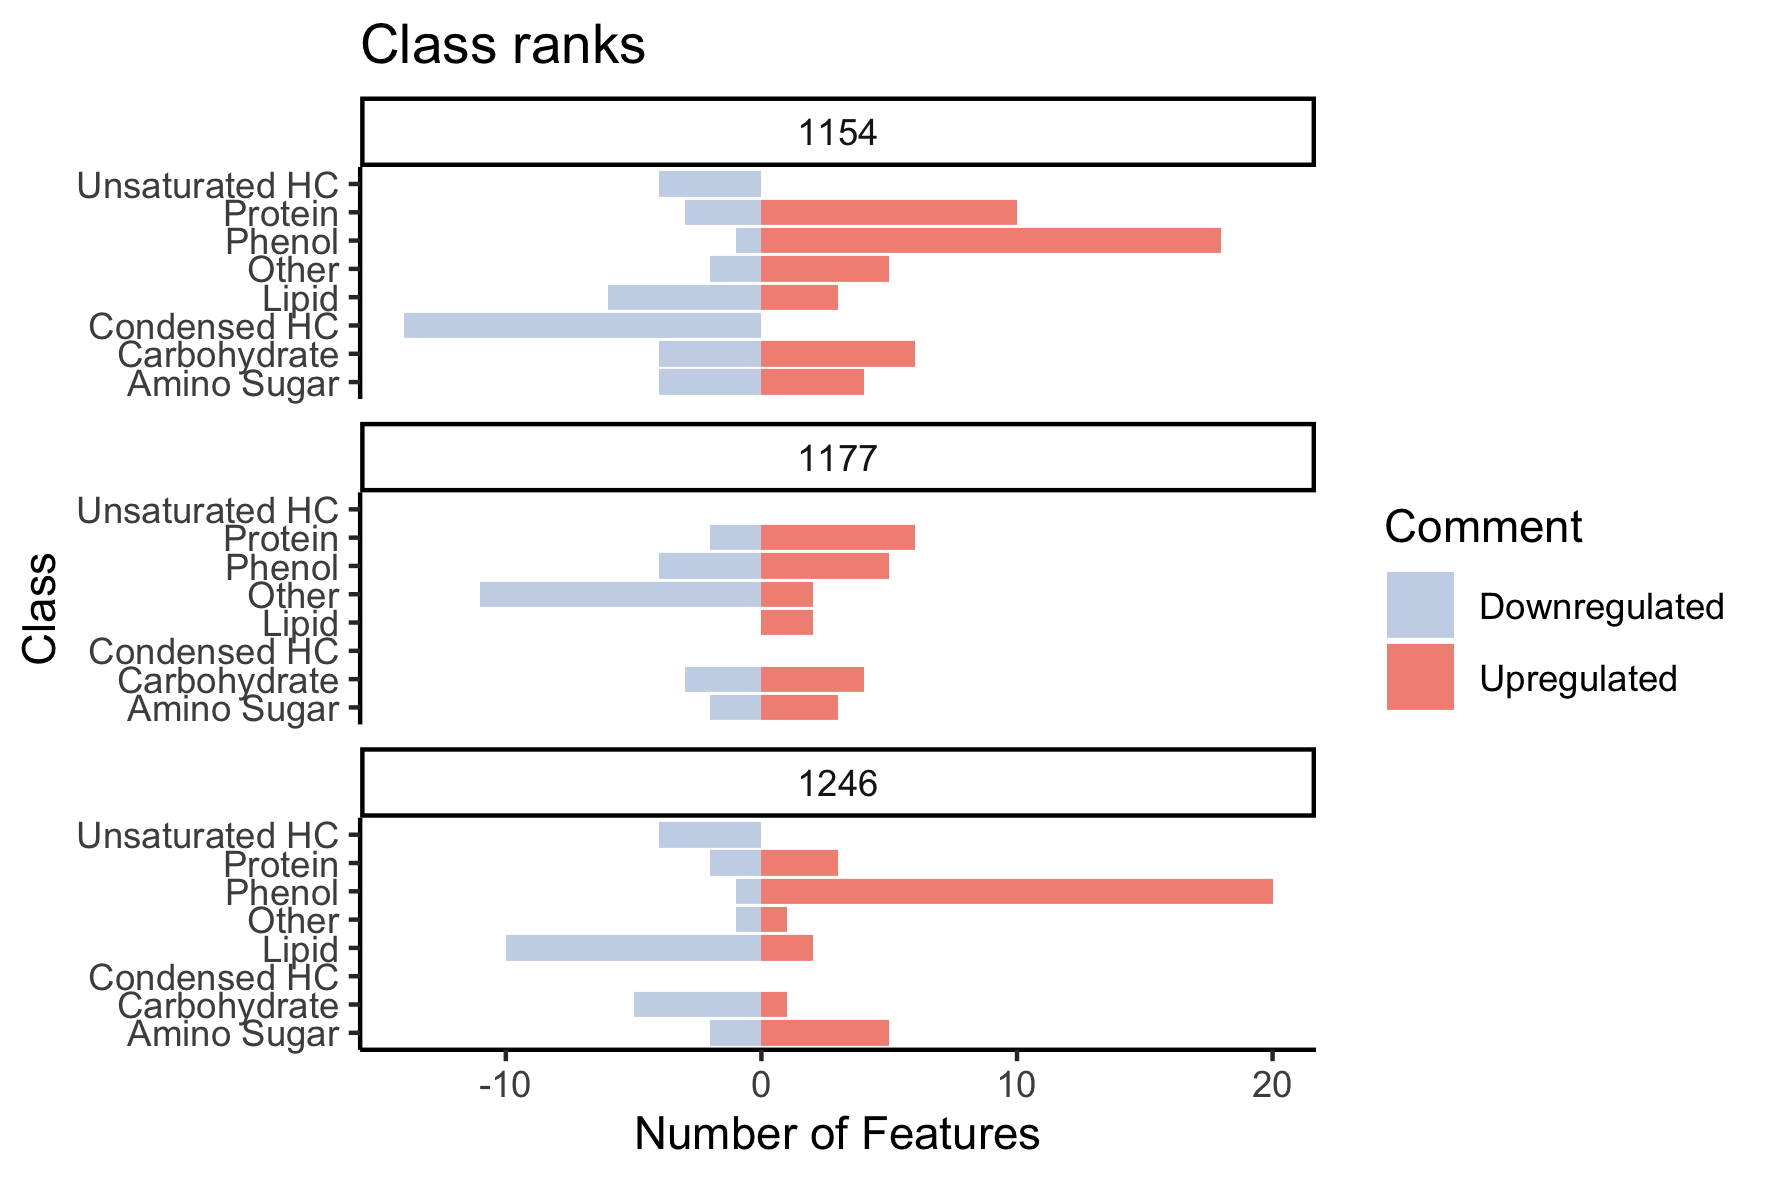 Class ranks
1154
Unsaturated HC
Protein
Phenol
Other
Lipid
Condensed HC
Carbohydrate
Amino Sugar
1177
Unsaturated HC
Protein
Phenol
Other
Lipid
Condensed HC
Carbohydrate
Amino Sugar
1246
Unsaturated HC
Protein
Phenol
Other
Lipid
Condensed HC
Carbohydrate
Amino Sugar
-10 0 10 20
Number of Features
Class
Comment
Downregulated
Upregulated